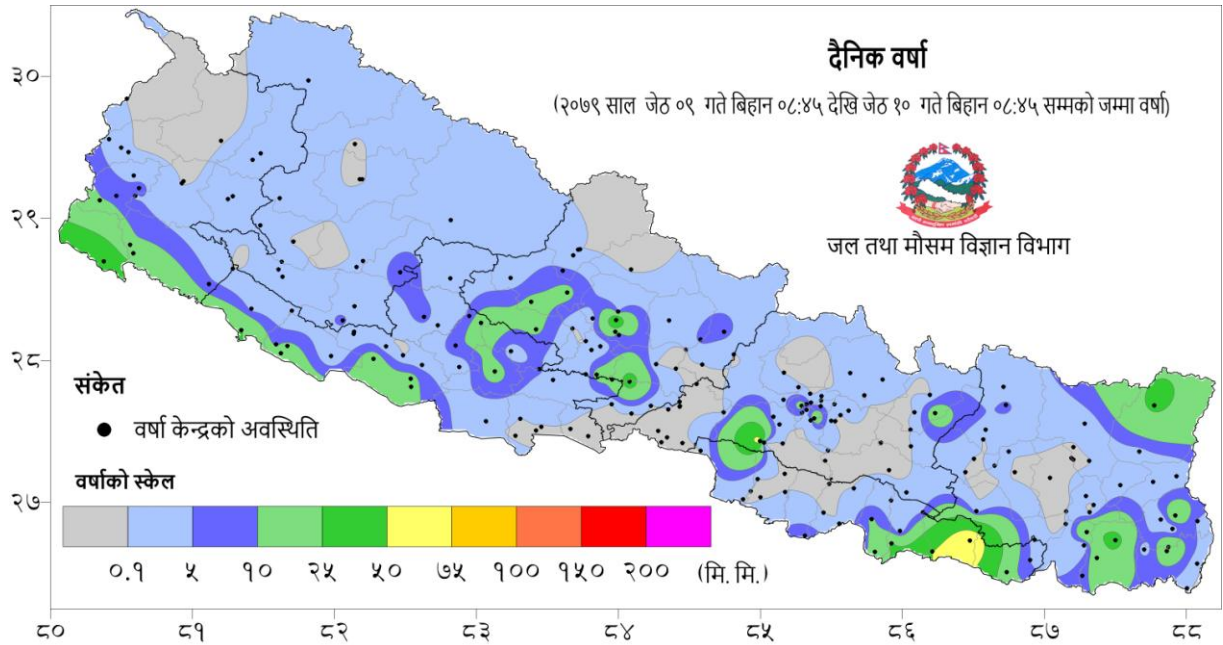 दैनिक वर्षा
(२०७९ साल जेठ ०९ गते बिहान ०८:४५ देखि जेठ १० गते बिहान ०८:४५ सम्मको जम्मा वर्षा)
जल तथा मौसम विज्ञान विभाग
३०
२९
२८
२७
संकेत
वर्षा केन्द्रको अवस्थिति
वर्षाको स्केल
०.१ ५ १० २५ ५० ७५ १०० १५० २०० (मि. मि.)
८० ८१ ८२ ८३ ८४ ८५ ८६ ८७ ८८